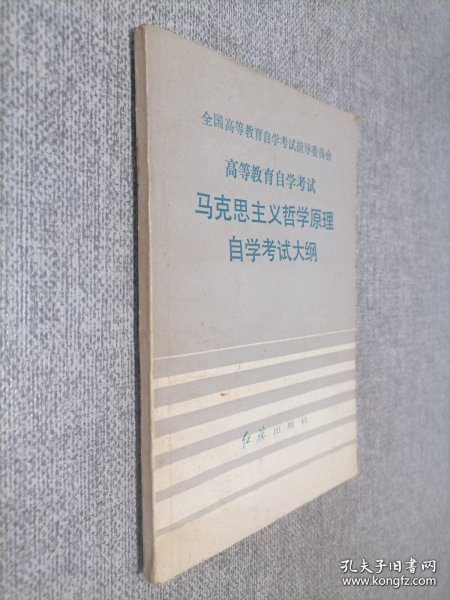 全国高等教育自学考试指导委员会
高等教育自学考试
马克思主义哲学原理
自学考试大纲
红旗出版社
孔夫子旧书网
www.kongfz.com